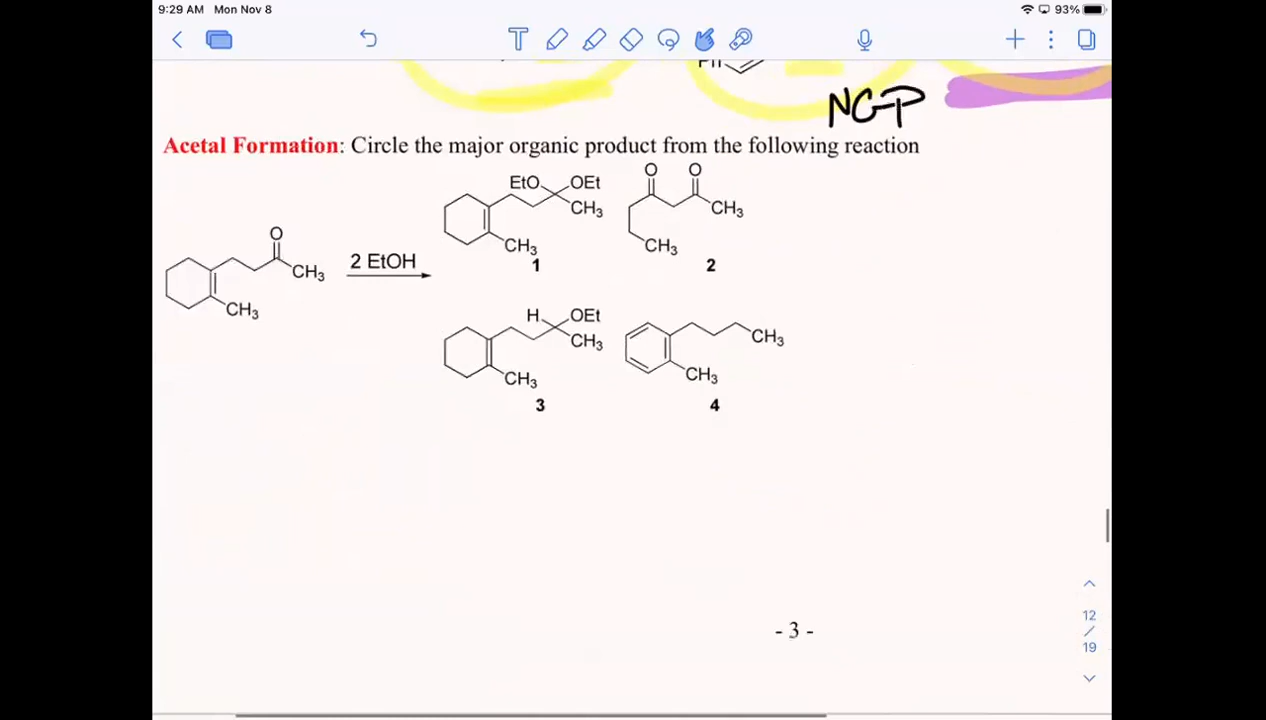 9:29 AM Mon Nov 8
93%
T
NGP
Acetal Formation: Circle the major organic product from the following reaction
O
CH3
CH3
2 EtOH
EtO OEt
CH3
CH3
1
O O
CH3
CH3
2
H OEt
CH3
CH3
3
CH3
CH3
4
- 3 -
12
/
19